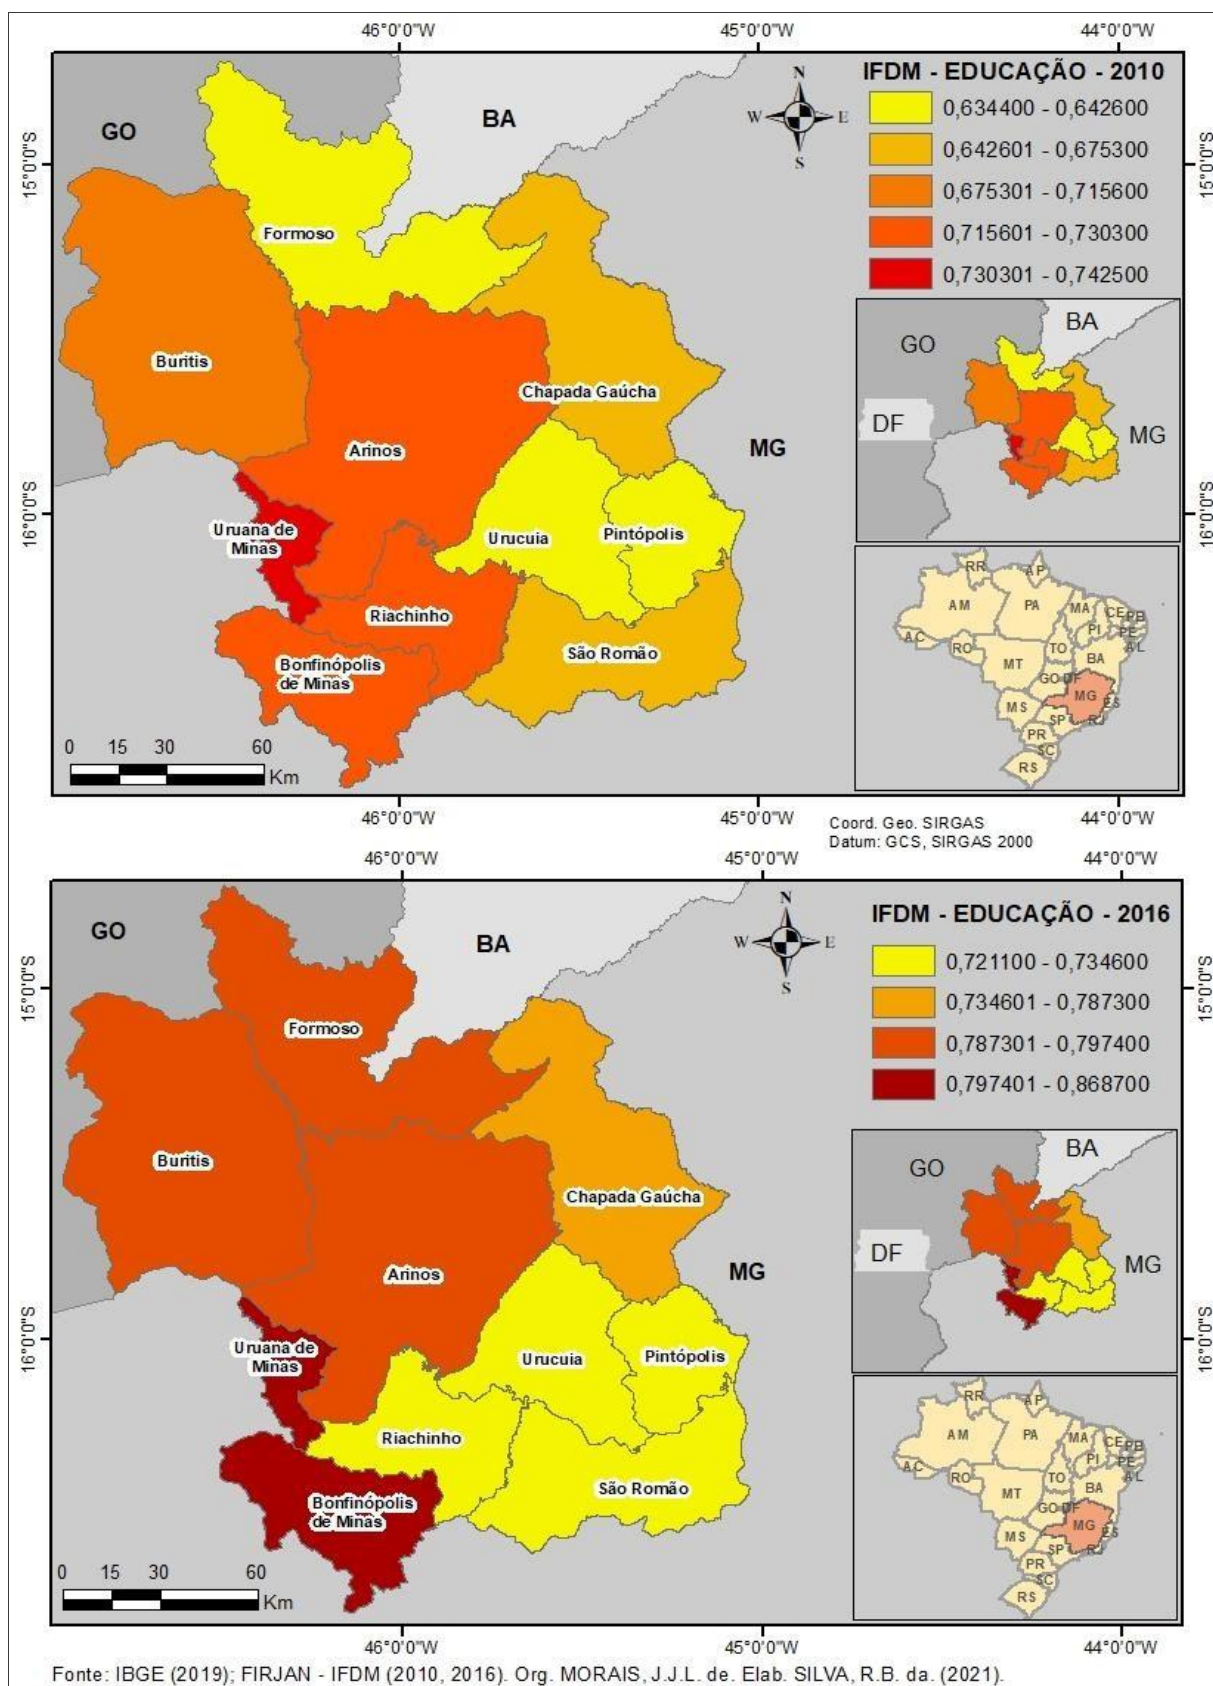 46°0'0"W 45°0'0"W 44°0'0"W
15°0'0"S
16°0'0"S
GO
BA
MG
Formoso
Buritis
Chapada Gaúcha
Arinos
Uruana de
Minas
Urucuia
Pintópolis
Riachinho
São Romão
Bonfinópolis
de Minas
0 15 30 60
Km
N
W E
S
IFDM - EDUCAÇÃO - 2010
0,634400 - 0,642600
0,642601 - 0,675300
0,675301 - 0,715600
0,715601 - 0,730300
0,730301 - 0,742500
15°0'0"S
16°0'0"S
GO
BA
DF
MG
RR
AP
AM
PA
MA
CE
PB
PI
PE
AL
AC
RO
TO
BA
MT
GO
DF
MG
ES
MS
SP
RJ
PR
SC
RS
46°0'0"W 45°0'0"W 44°0'0"W
Coord. Geo. SIRGAS
Datum: GCS, SIRGAS 2000
46°0'0"W 45°0'0"W 44°0'0"W
15°0'0"S
16°0'0"S
GO
BA
MG
Formoso
Buritis
Chapada Gaúcha
Arinos
Uruana de
Minas
Urucuia
Pintópolis
Riachinho
São Romão
Bonfinópolis
de Minas
0 15 30 60
Km
N
W E
S
IFDM - EDUCAÇÃO - 2016
0,721100 - 0,734600
0,734601 - 0,787300
0,787301 - 0,797400
0,797401 - 0,868700
15°0'0"S
16°0'0"S
GO
BA
DF
MG
RR
AP
AM
PA
MA
CE
PB
PI
PE
AL
AC
RO
TO
BA
MT
GO
DF
MG
ES
MS
SP
RJ
PR
SC
RS
46°0'0"W 45°0'0"W 44°0'0"W
Fonte: IBGE (2019); FIRJAN - IFDM (2010, 2016). Org. MORAIS, J.J.L. de. Elab. SILVA, R.B. da. (2021).